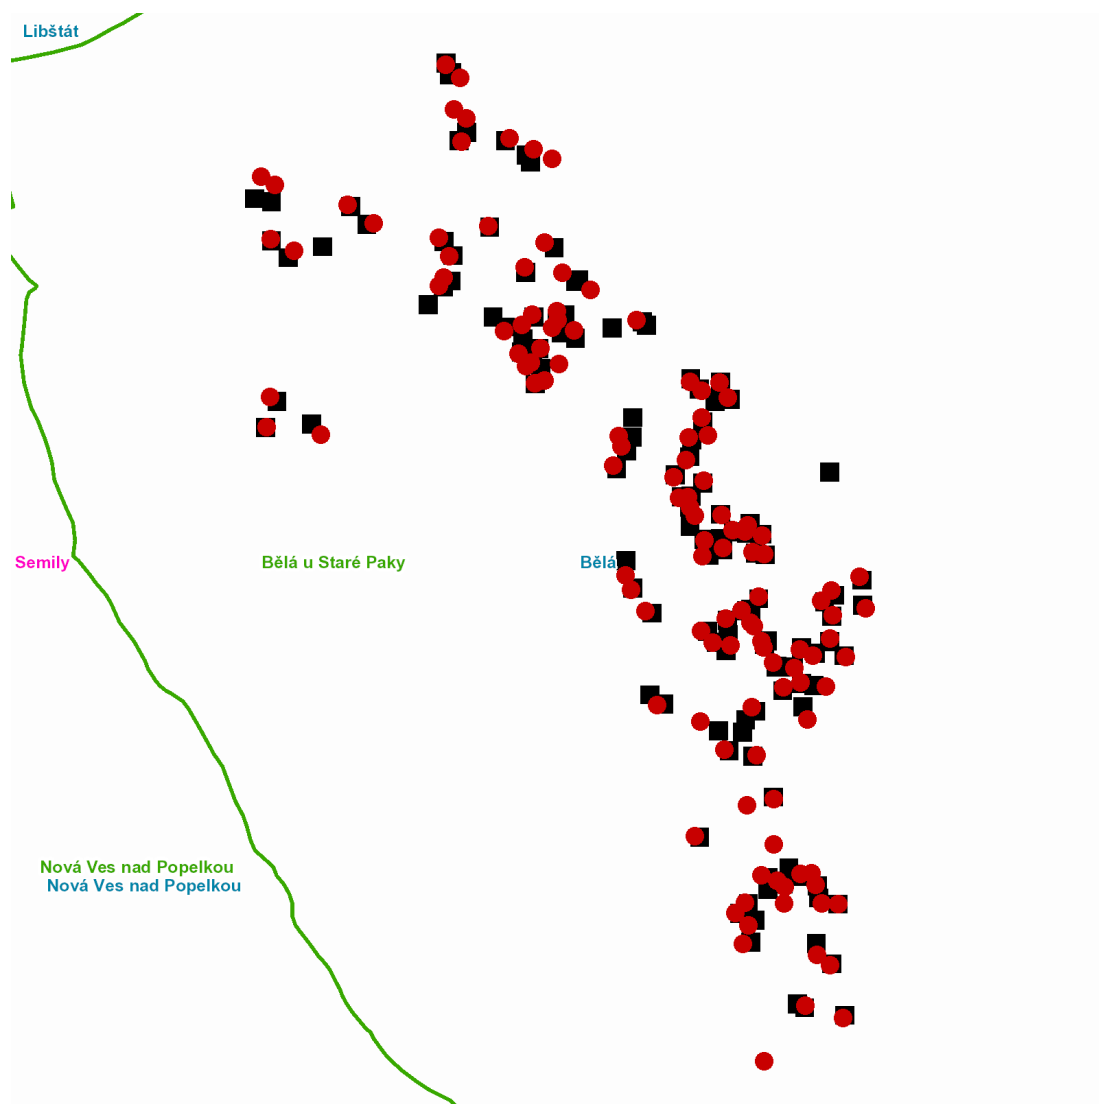 Libštát
Semily
Bělá u Staré Paky
Bělá
Nová Ves nad Popelkou
Nová Ves nad Popelkou